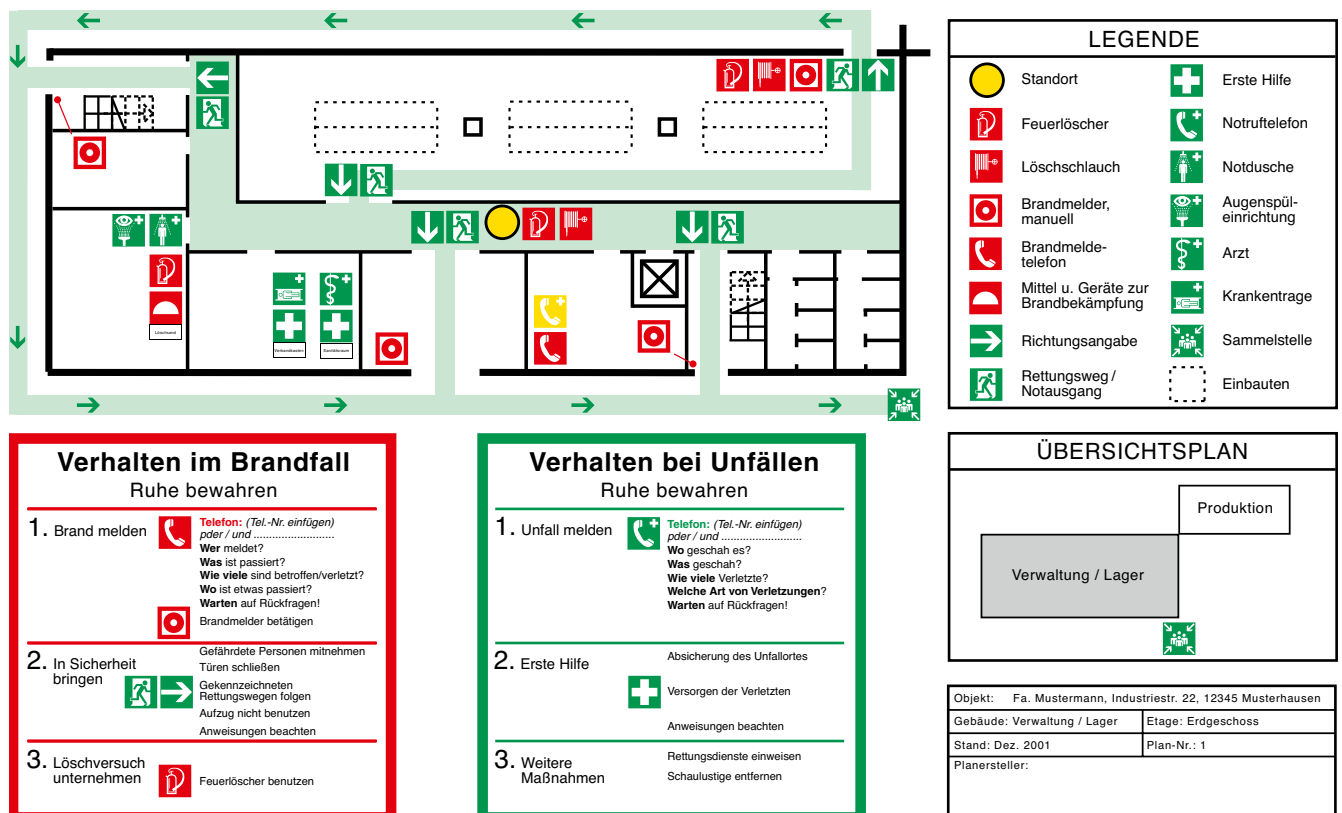 LEGENDE
Standort
Erste Hilfe
Feuerlöscher
Notruftelefon
Löschschlauch
Notdusche
Brandmelder,
manuell
Augenspül-
einrichtung
Brandmelde-
telefon
Arzt
Mittel u. Geräte zur
Brandbekämpfung
Krankentrage
Richtungsangabe
Sammelstelle
Rettungsweg /
Notausgang
Einbauten
Löschsand
Verbandkasten
Sanitätsraum
Verhalten im Brandfall
Ruhe bewahren
1. Brand melden
Telefon: (Tel.-Nr. einfügen)
pder / und ..........................
Wer meldet?
Was ist passiert?
Wie viele sind betroffen/verletzt?
Wo ist etwas passiert?
Warten auf Rückfragen!
Brandmelder betätigen
2. In Sicherheit
bringen
Gefährdete Personen mitnehmen
Türen schließen
Gekennzeichneten
Rettungswegen folgen
Aufzug nicht benutzen
Anweisungen beachten
3. Löschversuch
unternehmen
Feuerlöscher benutzen
Verhalten bei Unfällen
Ruhe bewahren
1. Unfall melden
Telefon: (Tel.-Nr. einfügen)
pder / und ..........................
Wo geschah es?
Was geschah?
Wie viele Verletzte?
Welche Art von Verletzungen?
Warten auf Rückfragen!
2. Erste Hilfe
Absicherung des Unfallortes
Versorgen der Verletzten
Anweisungen beachten
3. Weitere
Maßnahmen
Rettungsdienste einweisen
Schaulustige entfernen
ÜBERSICHTSPLAN
Produktion
Verwaltung / Lager
Objekt: Fa. Mustermann, Industriestr. 22, 12345 Musterhausen
Gebäude: Verwaltung / Lager
Etage: Erdgeschoss
Stand: Dez. 2001
Plan-Nr.: 1
Planersteller: